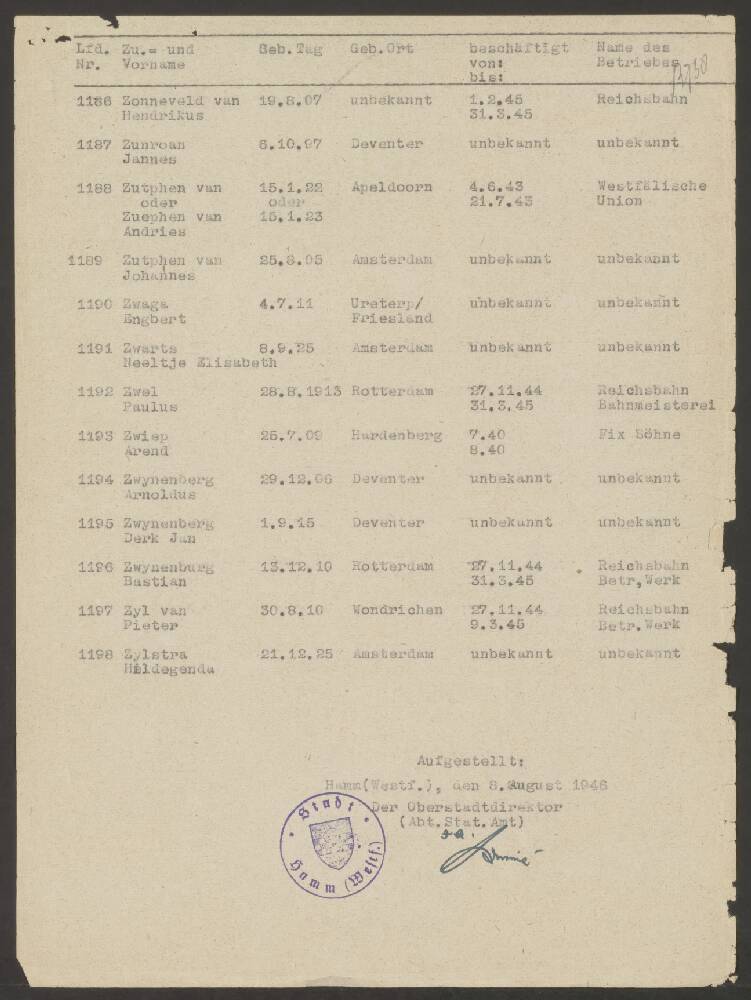 Lfd. Zu.= und Geb.Tag Geb.Ort beschäftigt Name des
Nr. Vorname von: Betriebes
bis:
1186 Zonneveld van 19.8.07 unbekannt 1.2.45 Reichsbahn
Hendrikus 31.3.45
1187 Zunroan 6.10.97 Deventer unbekannt unbekannt
Jannes
1188 Zutphen van 15.1.22 Apeldoorn 4.6.43 Westfälische
oder oder 21.7.43 Union
Zuephen van 15.1.23
Andries
1189 Zutphen van 25.8.05 Amsterdam unbekannt unbekannt
Johannes
1190 Zwaga 4.7.11 Ureterp/ unbekannt unbekannt
Engbert Friesland
1191 Zwarts 8.9.25 Amsterdam unbekannt unbekannt
Neeltje Elisabeth
1192 Zwel 28.8.1913 Rotterdam 27.11.44 Reichsbahn
Paulus 31.3.45 Bahnmeisterei
1193 Zwiep 25.7.09 Hardenberg 7.40 Fix Söhne
Arend 8.40
1194 Zwynenberg 29.12.06 Deventer unbekannt unbekannt
Arnoldus
1195 Zwynenberg 1.9.15 Deventer unbekannt unbekannt
Derk Jan
1196 Zwynenburg 13.12.10 Rotterdam 27.11.44 Reichsbahn
Bastian 31.3.45 Betr,Werk
1197 Zyl van 30.8.10 Wondrichen 27.11.44 Reichsbahn
Pieter 9.3.45 Betr.Werk
1198 Zylstra 21.12.25 Amsterdam unbekannt unbekannt
Hildegenda
Aufgestellt:
Hamm(Westf.), den 8.August 1946
Der Oberstadtdirektor
(Abt.Stat.Amt)
Stadt
Hamm (Westf.)